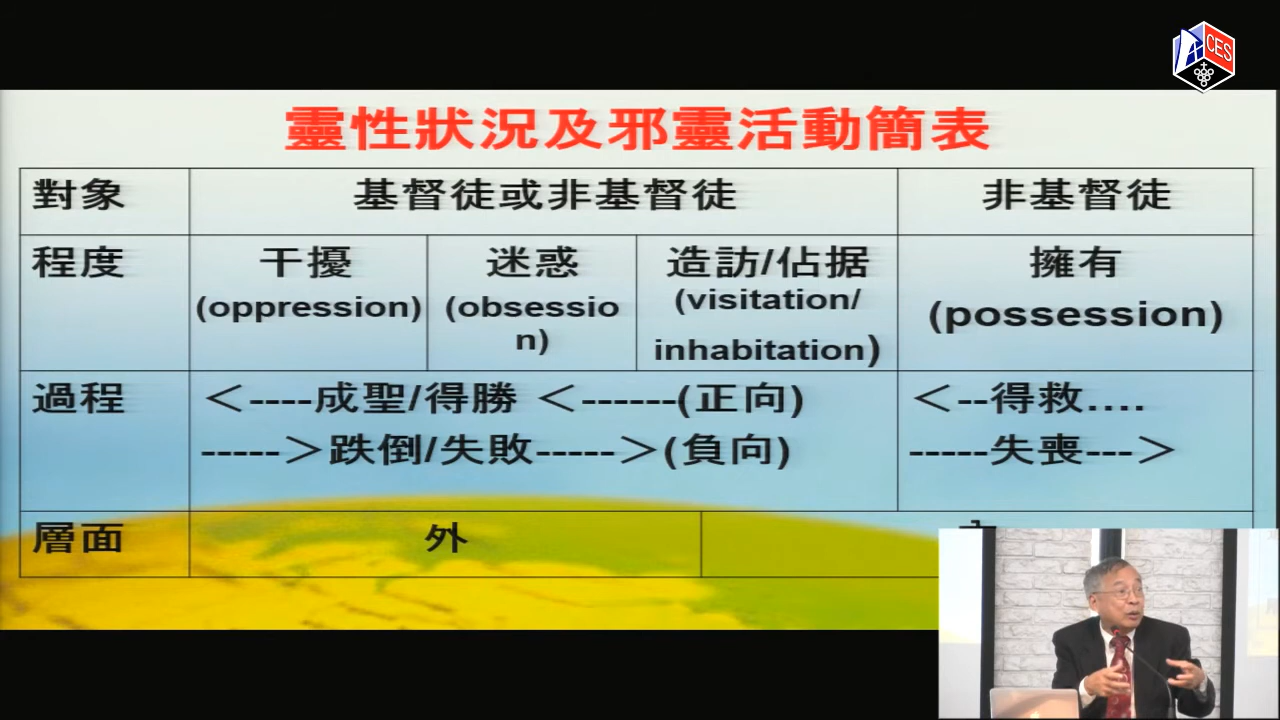 ACES
靈性狀況及邪靈活動簡表
對象 基督徒或非基督徒 非基督徒
程度 干擾 迷惑 造訪/佔据 擁有
(oppression) (obsessio (visitation/ (possession)
n) inhabitation)
過程 <----成聖/得勝 <------(正向) <--得救....
----->跌倒/失敗----->(負向) -----失喪--->
層面 外